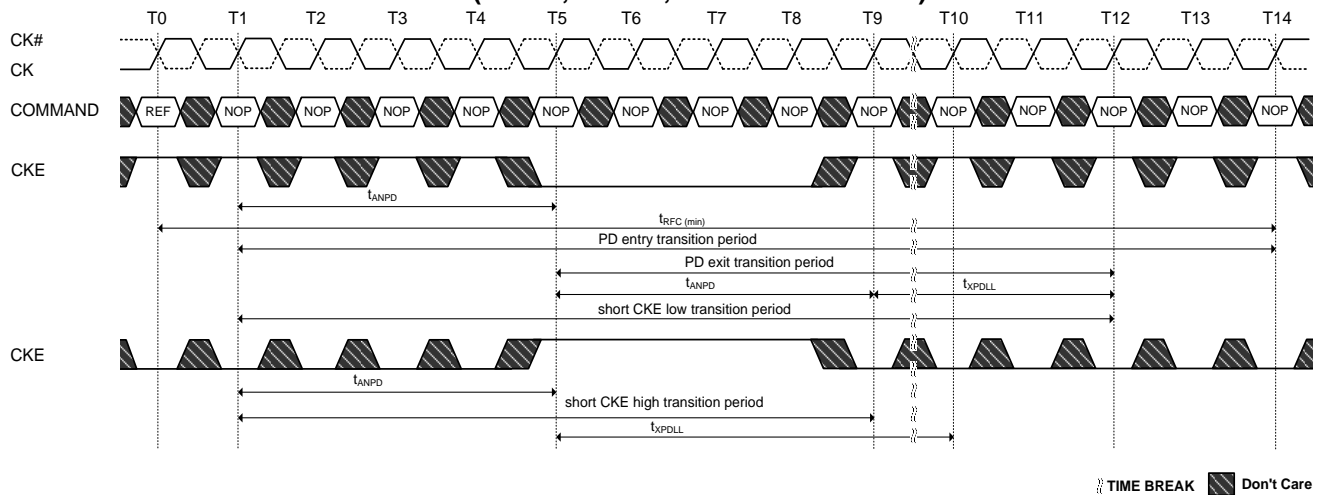 T0 T1 T2 T3 T4 T5 T6 T7 T8 T9 T10 T11 T12 T13 T14
CK#
CK
COMMAND REF NOP NOP NOP NOP NOP NOP NOP NOP NOP NOP NOP NOP NOP NOP
CKE
tANPD
tRFC (min)
PD entry transition period
PD exit transition period
tANPD tXPDLL
short CKE low transition period
CKE
tANPD
short CKE high transition period
tXPDLL
TIME BREAK Don't Care